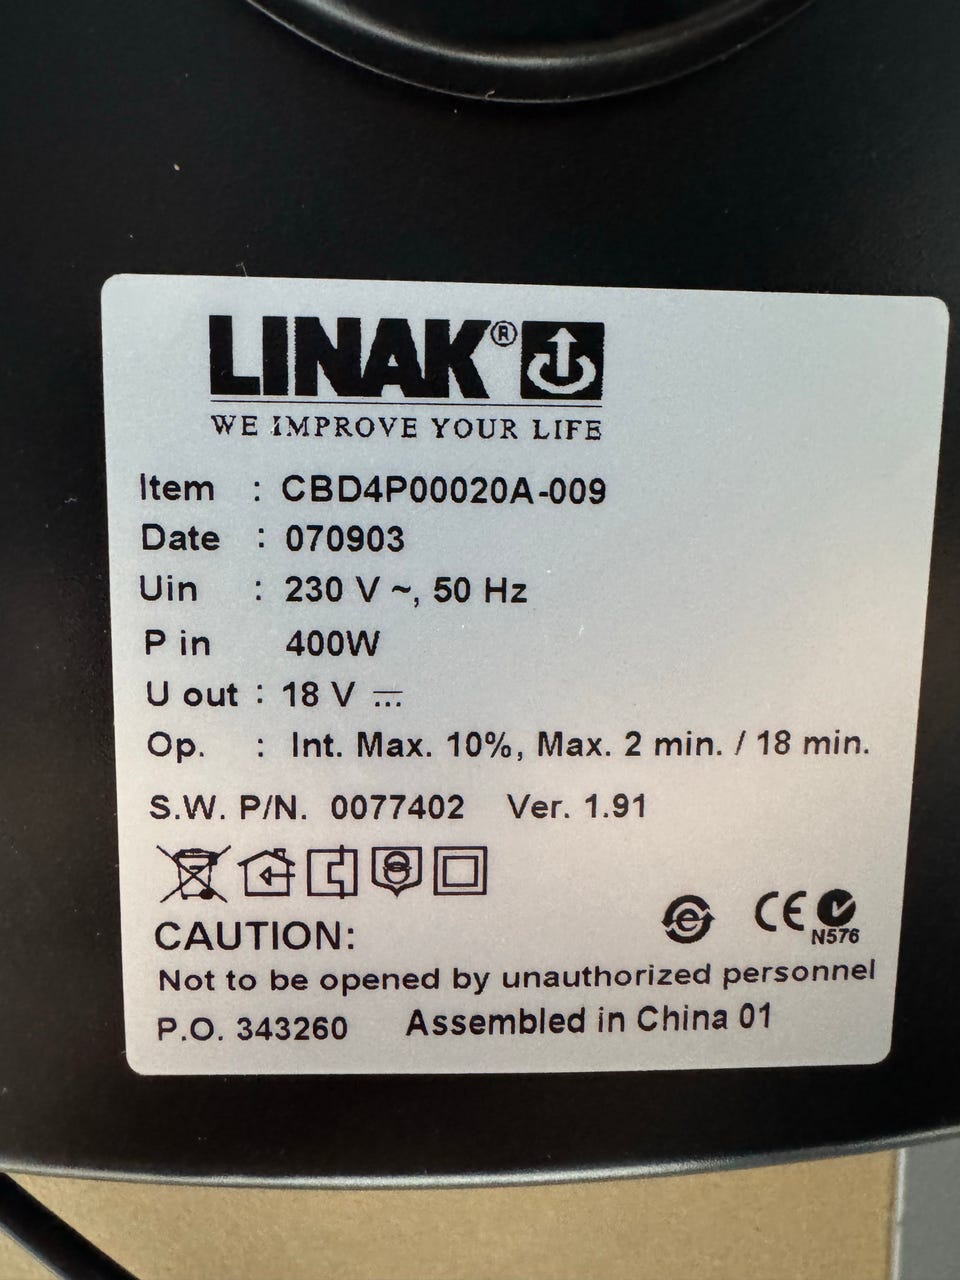 LINAK®
WE IMPROVE YOUR LIFE
Item : CBD4P00020A-009
Date : 070903
Uin : 230 V ~, 50 Hz
P in 400W
U out : 18 V ⎓
Op. : Int. Max. 10%, Max. 2 min. / 18 min.
S.W. P/N. 0077402 Ver. 1.91
CE
N576
CAUTION:
Not to be opened by unauthorized personnel
P.O. 343260 Assembled in China 01